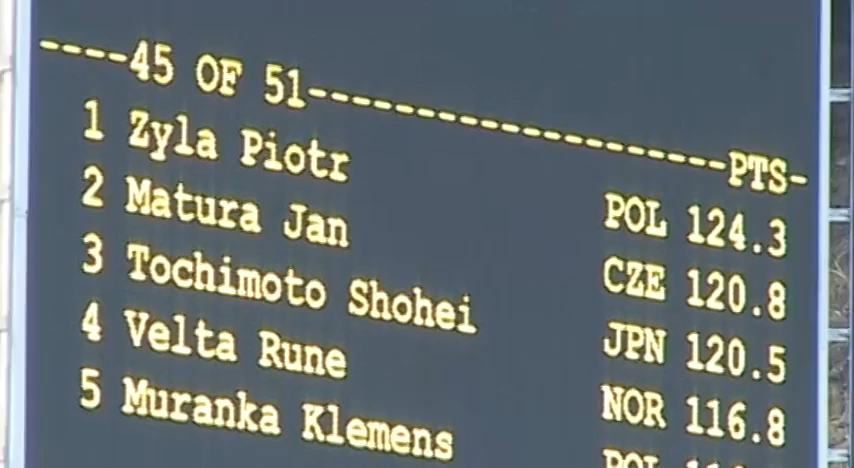 ----45 OF 51--------------------PTS-
1 Zyla Piotr POL 124.3
2 Matura Jan CZE 120.8
3 Tochimoto Shohei JPN 120.5
4 Velta Rune NOR 116.8
5 Muranka Klemens POL